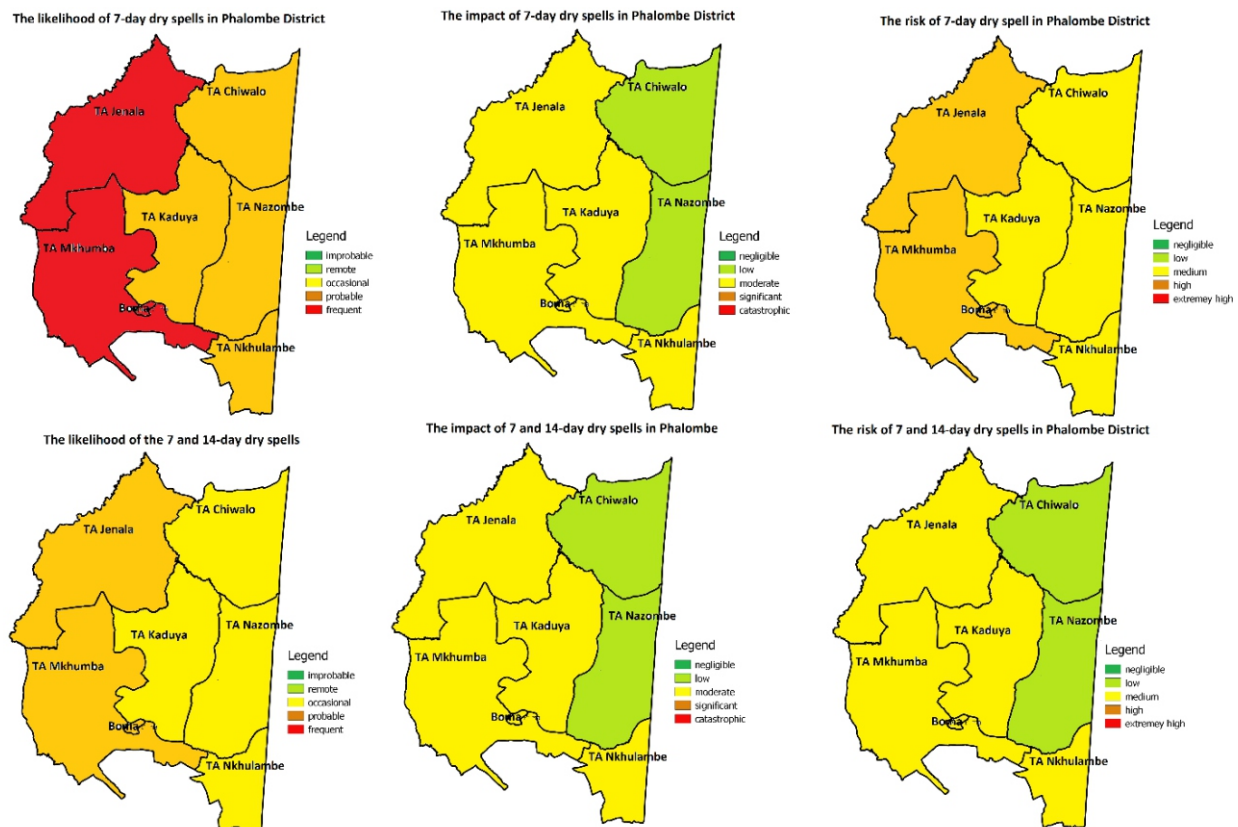 The likelihood of 7-day dry spells in Phalombe District
TA Chiwalo
TA Jenala
TA Nazombe
TA Kaduya
TA Mkhumba
Boma
TA Nkhulambe
Legend
improbable
remote
occasional
probable
frequent
The impact of 7-day dry spells in Phalombe District
TA Chiwalo
TA Jenala
TA Nazombe
TA Kaduya
TA Mkhumba
Boma
TA Nkhulambe
Legend
negligible
low
moderate
significant
catastrophic
The risk of 7-day dry spell in Phalombe District
TA Chiwalo
TA Jenala
TA Nazombe
TA Kaduya
TA Mkhumba
Boma
TA Nkhulambe
Legend
negligible
low
medium
high
extremey high
The likelihood of the 7 and 14-day dry spells
TA Chiwalo
TA Jenala
TA Nazombe
TA Kaduya
TA Mkhumba
Boma
TA Nkhulambe
Legend
improbable
remote
occasional
probable
frequent
The impact of 7 and 14-day dry spells in Phalombe
TA Chiwalo
TA Jenala
TA Nazombe
TA Kaduya
TA Mkhumba
Boma
TA Nkhulambe
Legend
negligible
low
moderate
significant
catastrophic
The risk of 7 and 14-day dry spells in Phalombe District
TA Chiwalo
TA Jenala
TA Nazombe
TA Kaduya
TA Mkhumba
Boma
TA Nkhulambe
Legend
negligible
low
medium
high
extremey high